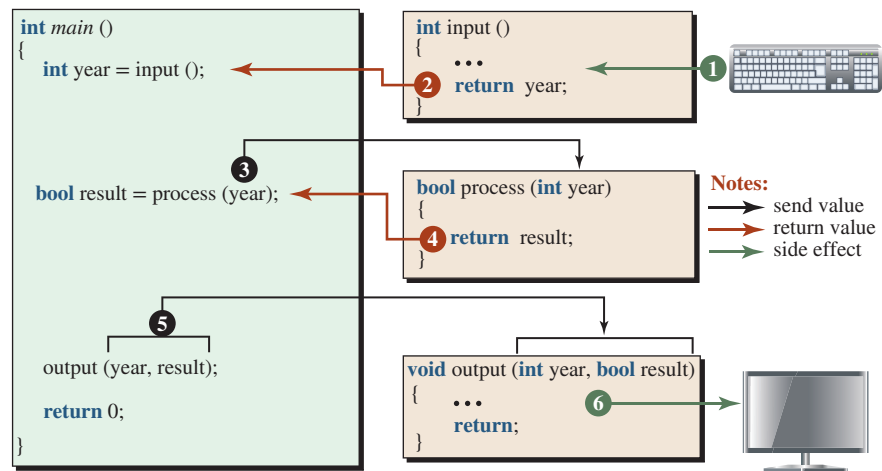 int main ()
{
int year = input ();
bool result = process (year);
output (year, result);
return 0;
}
int input ()
{
•••
return year;
}
1
2
3
bool process (int year)
{
return result;
}
4
5
void output (int year, bool result)
{
•••
return;
}
6
Notes:
send value
return value
side effect